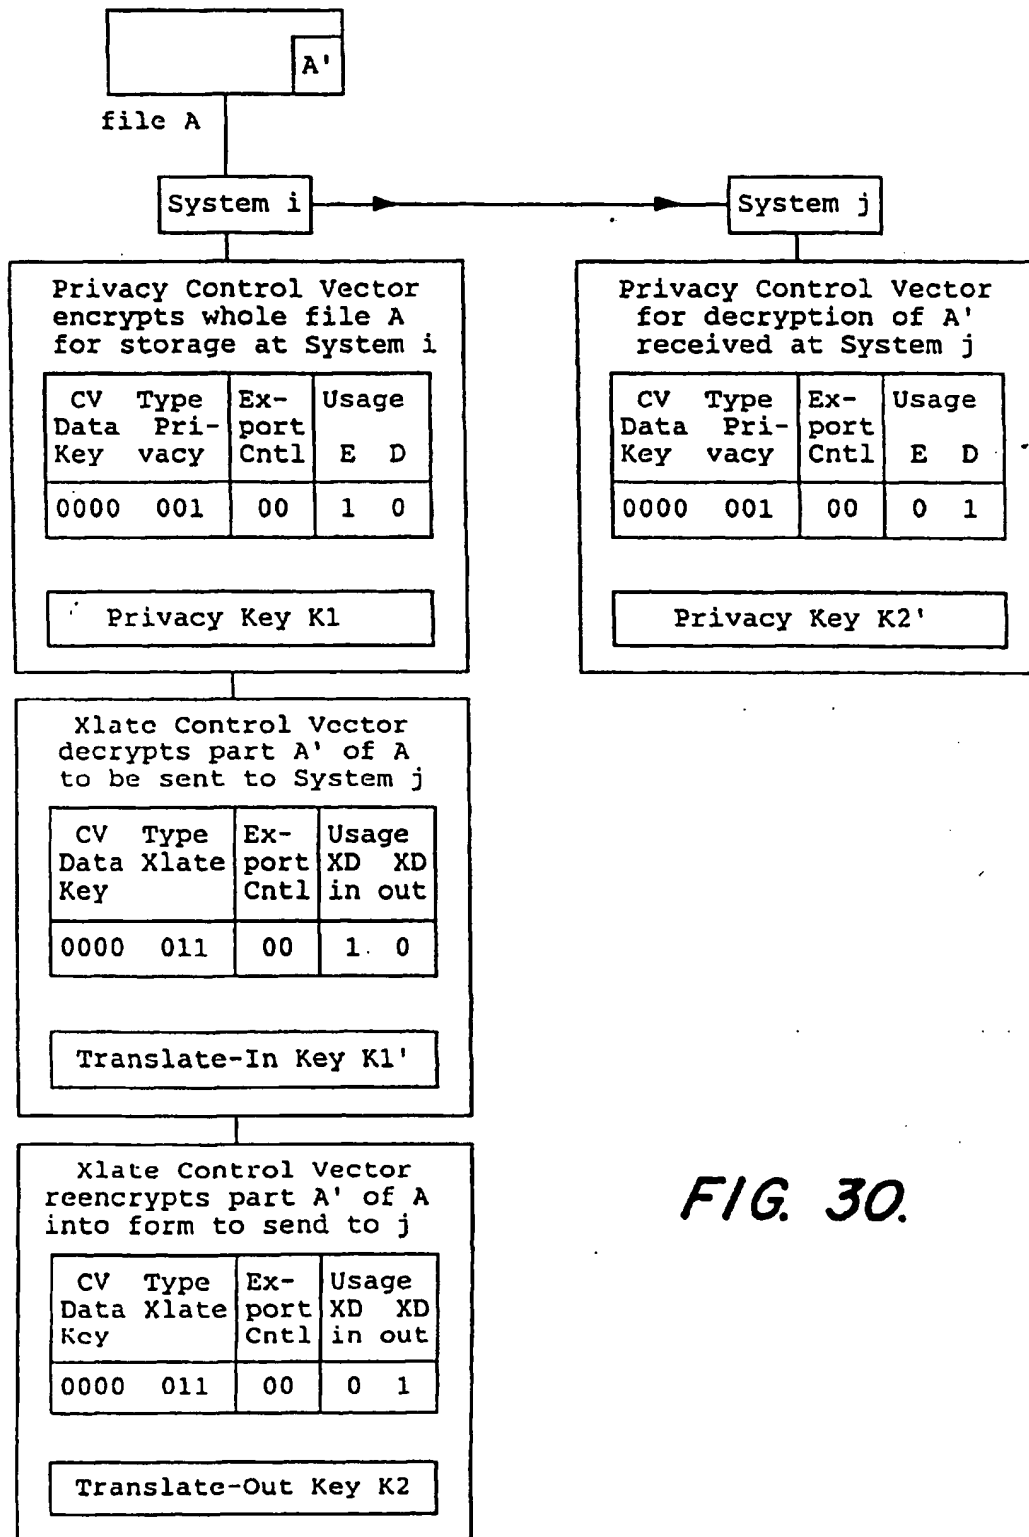 A'
file A
System i
System j
Privacy Control Vector
encrypts whole file A
for storage at System i
CV Type Ex- Usage
Data Pri- port
Key vacy Cntl E D
0000 001 00 1 0
Privacy Key K1
Privacy Control Vector
for decryption of A'
received at System j
CV Type Ex- Usage
Data Pri- port
Key vacy Cntl E D
0000 001 00 0 1
Privacy Key K2'
Xlate Control Vector
decrypts part A' of A
to be sent to System j
CV Type Ex- Usage
Data Xlate port XD XD
Key Cntl in out
0000 011 00 1 0
Translate-In Key K1'
Xlate Control Vector
reencrypts part A' of A
into form to send to j
CV Type Ex- Usage
Data Xlate port XD XD
Key Cntl in out
0000 011 00 0 1
Translate-Out Key K2
FIG. 30.